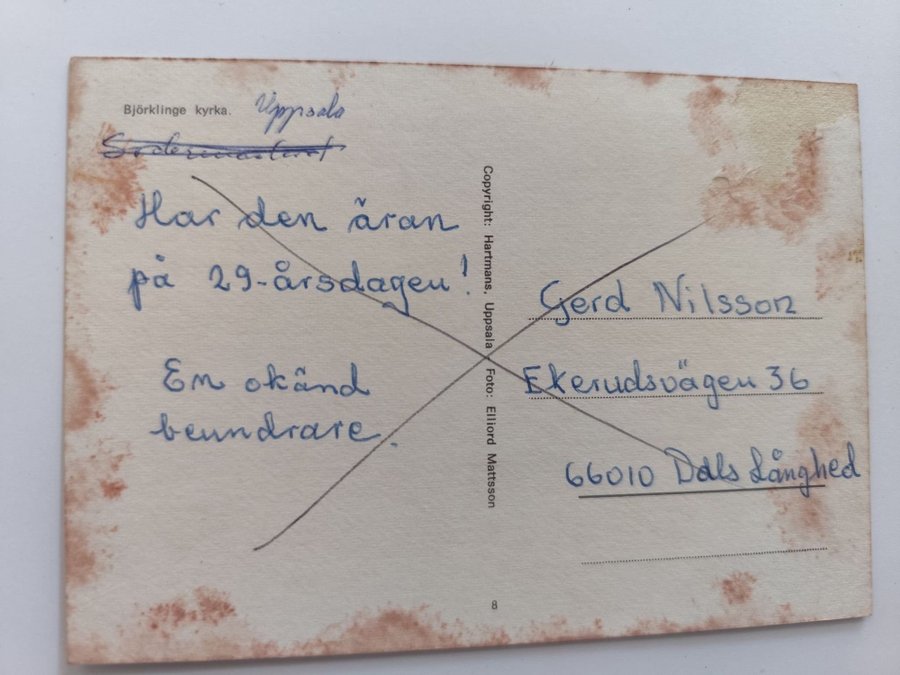 Björklinge kyrka. Uppsala
Har den äran
på 29-årsdagen!
En okänd
beundrare.
Copyright: Hartmans, Uppsala Foto: Elliord Mattsson
Gerd Nilsson
Ekerudsvägen 36
66010 Dals Långhed
8